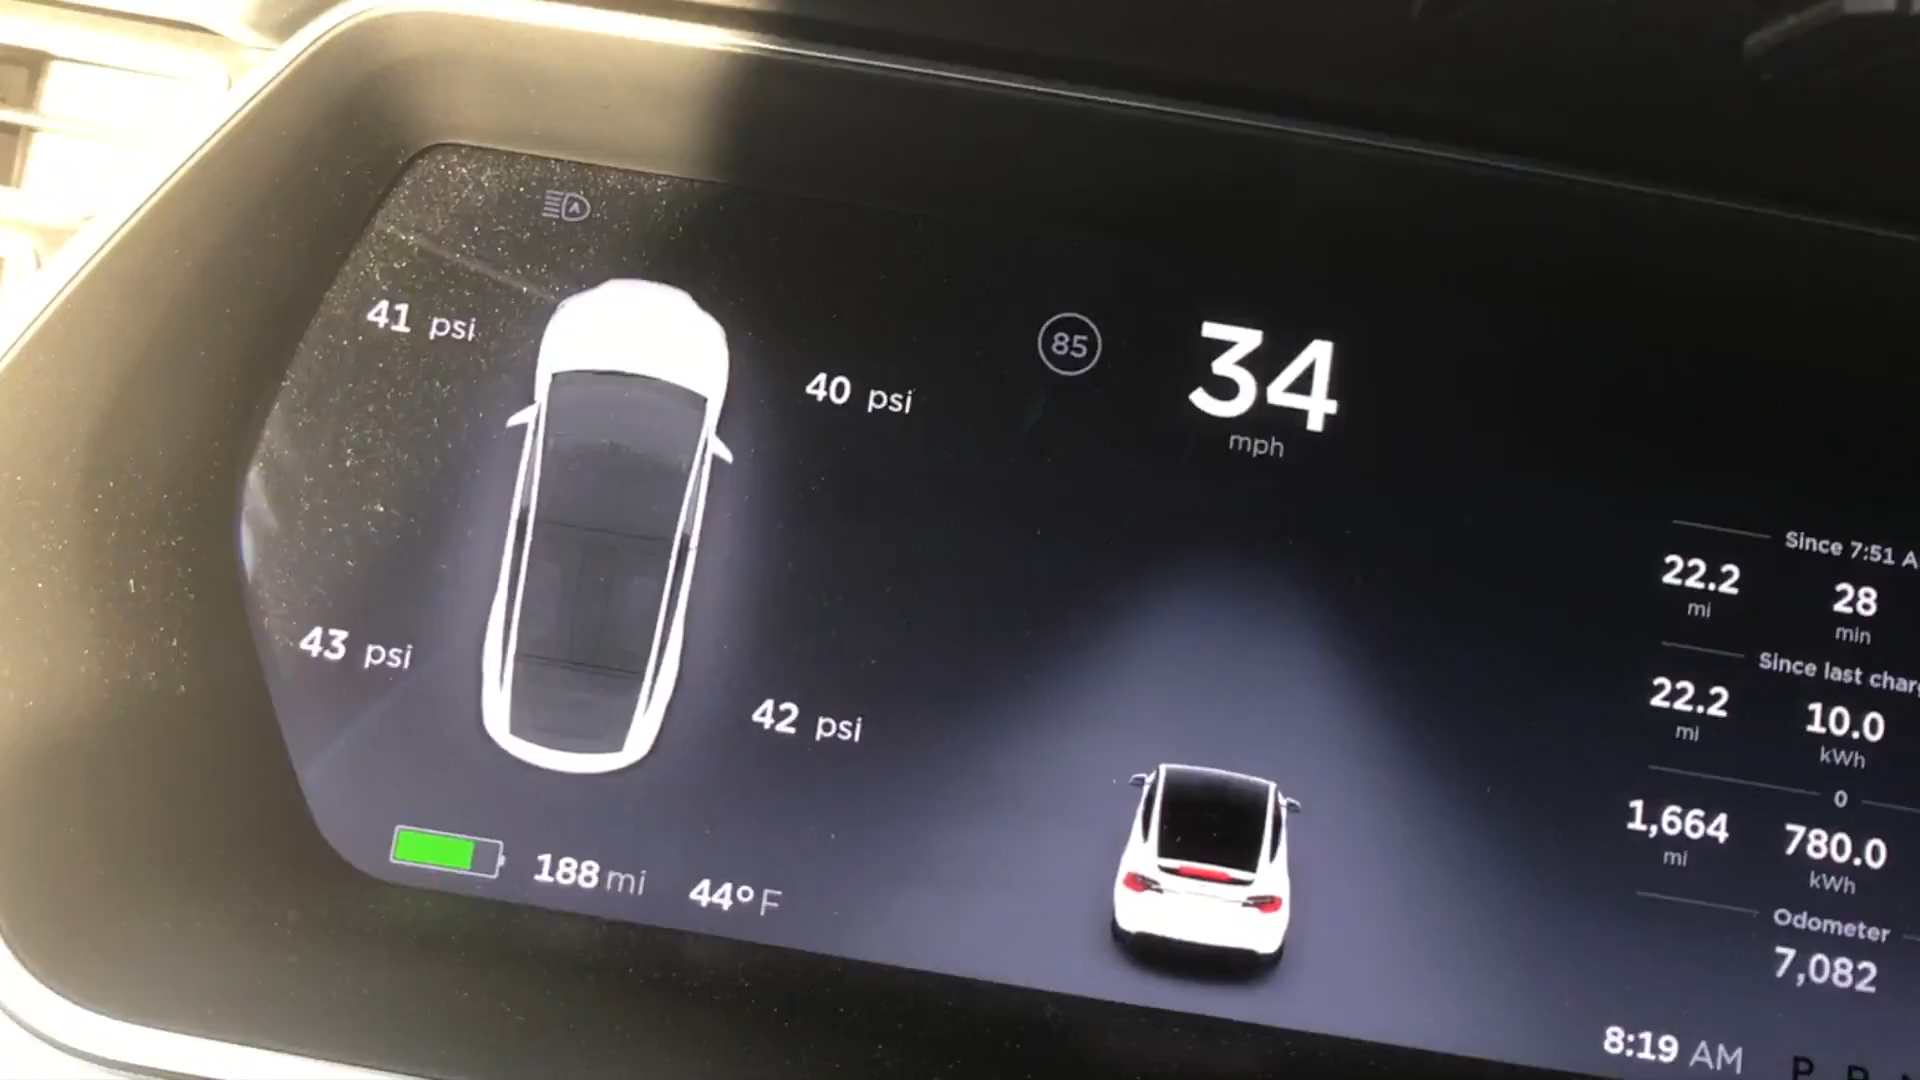 A
41 psi
40 psi
43 psi
42 psi
188 mi 44°F
85
34
mph
Since 7:51 A
22.2 28
mi min
Since last char
22.2 10.0
mi kWh
0
1,664 780.0
mi kWh
Odometer
7,082
8:19 AM
P R